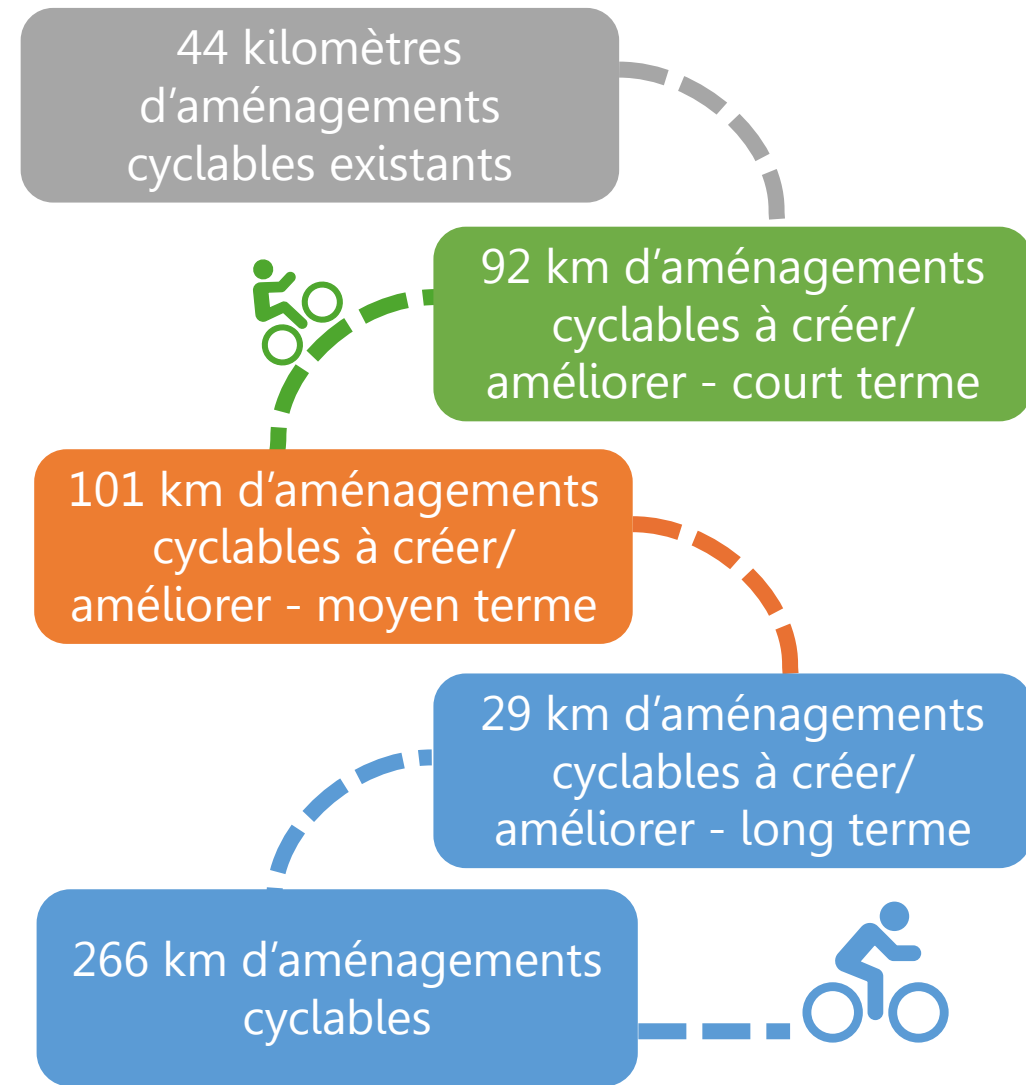 44 kilomètres
d’aménagements
cyclables existants
92 km d’aménagements
cyclables à créer/
améliorer - court terme
101 km d’aménagements
cyclables à créer/
améliorer - moyen terme
29 km d’aménagements
cyclables à créer/
améliorer - long terme
266 km d’aménagements
cyclables